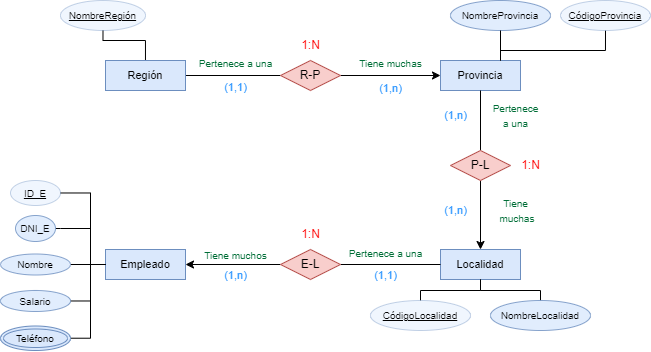 NombreRegión
NombreProvincia
CódigoProvincia
1:N
Región
Pertenece a una
R-P
Tiene muchas
Provincia
(1,1)
(1,n)
(1,n)
Pertenece
a una
P-L
1:N
ID_E
(1,n)
Tiene
muchas
DNI_E
1:N
Nombre
Empleado
Tiene muchos
E-L
Pertenece a una
Localidad
(1,n)
(1,1)
Salario
CódigoLocalidad
NombreLocalidad
Teléfono